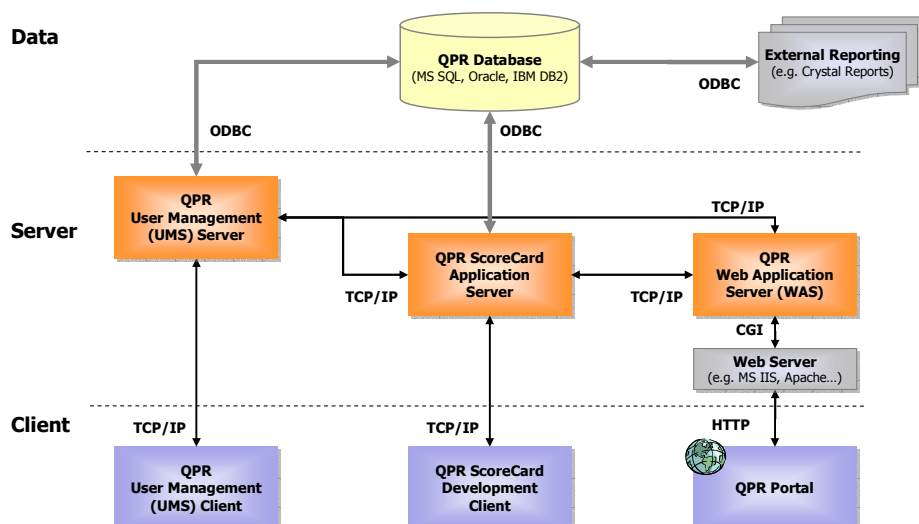 Data
QPR Database
(MS SQL, Oracle, IBM DB2)
External Reporting
(e.g. Crystal Reports)
ODBC
ODBC
ODBC
Server
QPR
User Management
(UMS) Server
TCP/IP
QPR ScoreCard
Application
Server
QPR
Web Application
Server (WAS)
TCP/IP
TCP/IP
CGI
Web Server
(e.g. MS IIS, Apache...)
Client
TCP/IP
TCP/IP
HTTP
QPR
User Management
(UMS) Client
QPR ScoreCard
Development
Client
QPR Portal